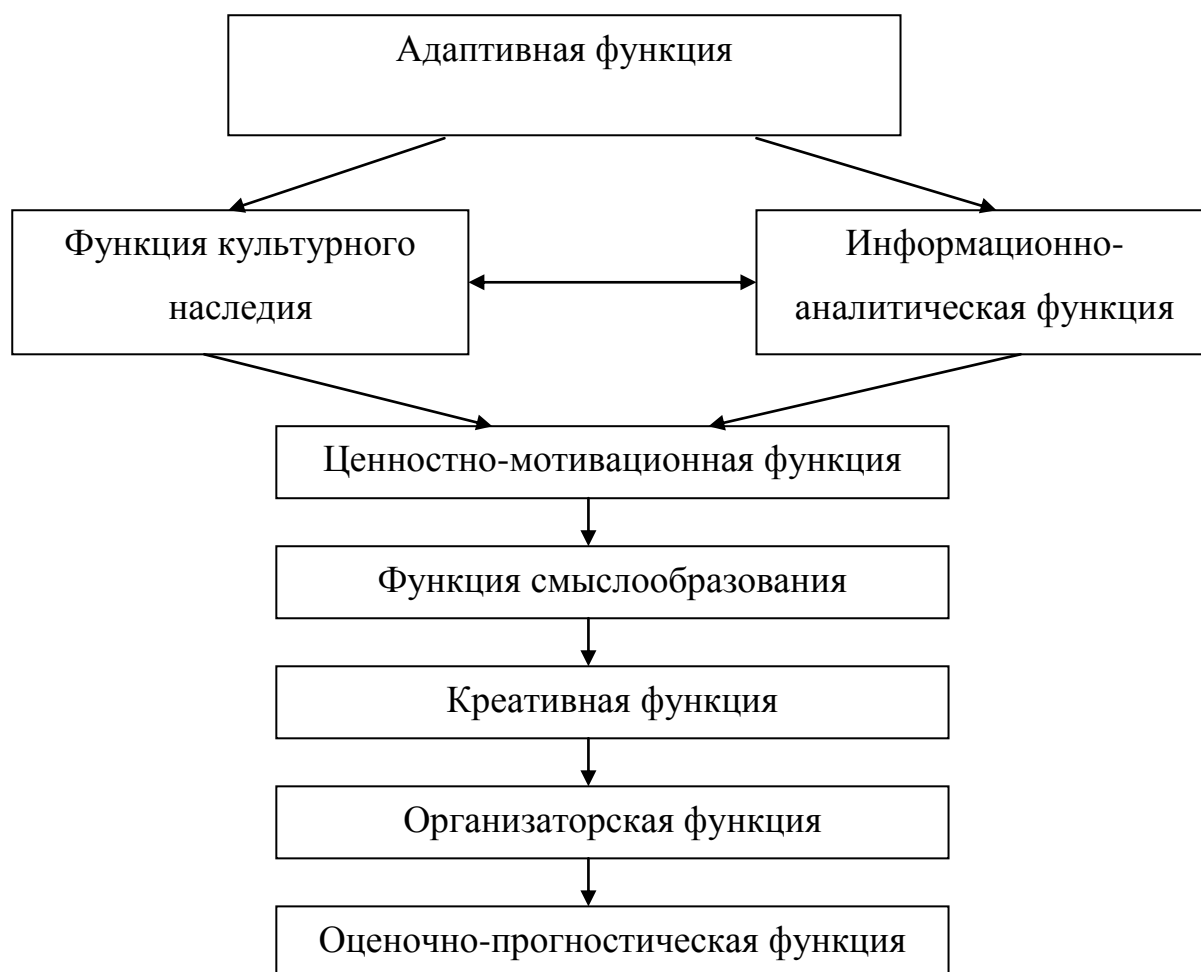 Адаптивная функция
Функция культурного
наследия
Информационно-
аналитическая функция
Ценностно-мотивационная функция
Функция смыслообразования
Креативная функция
Организаторская функция
Оценочно-прогностическая функция